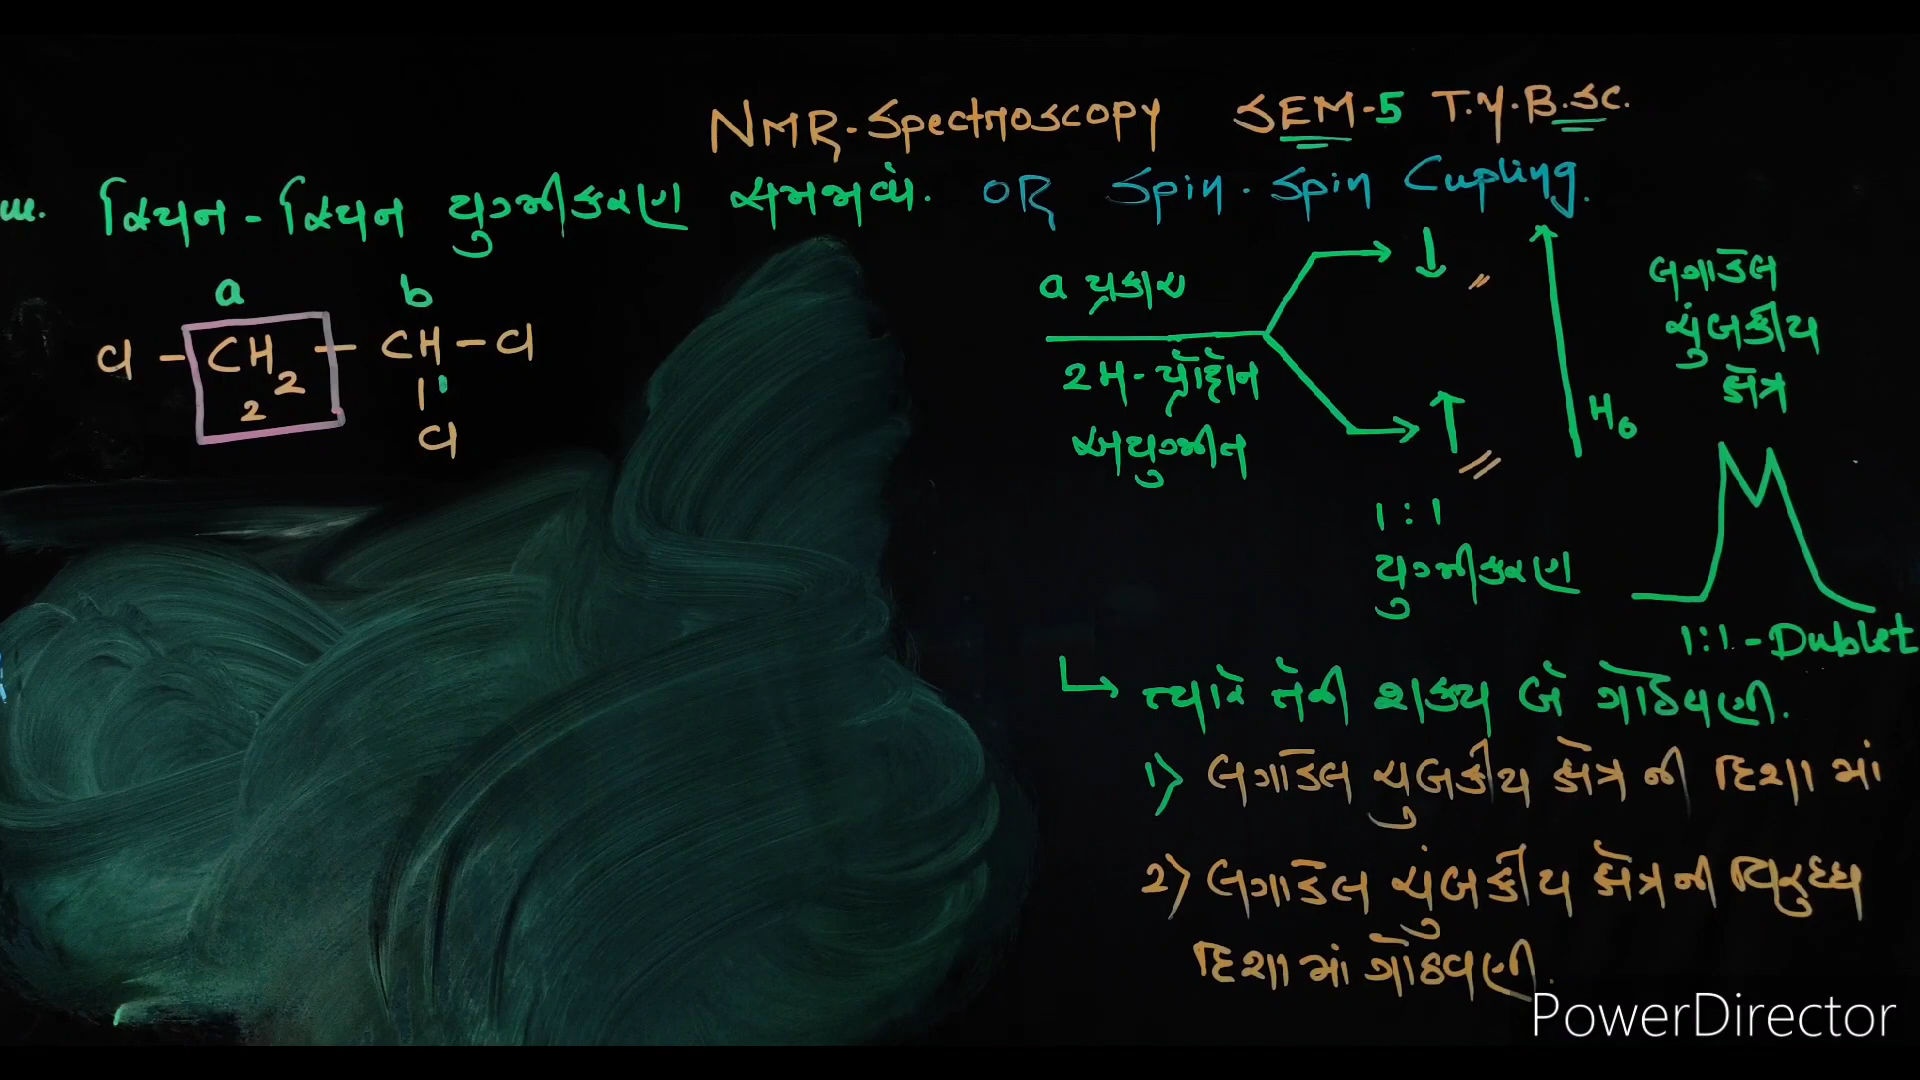 NMR-Spectroscopy SEM-5 T.Y.B.Sc.
સ્પિન-સ્પિન યુગ્મીકરણ સમજાવો. OR Spin-Spin Cupling.
a b
Cl - CH2 - CH - Cl
2
Cl
a પ્રકાર
2H-પ્રોટોન
અયુગ્મીત
H0
લગાડેલ
ચુંબકીય
ક્ષેત્ર
1:1
યુગ્મીકરણ
1:1-Dublet
ત્યારે તેની શક્ય બે ગોઠવણી.
1) લગાડેલ ચુબકીય ક્ષેત્ર ની દિશા માં
2) લગાડેલ ચુંબકીય ક્ષેત્રની વિરુધ્ધ
દિશા માં ગોઠવણી.
PowerDirector